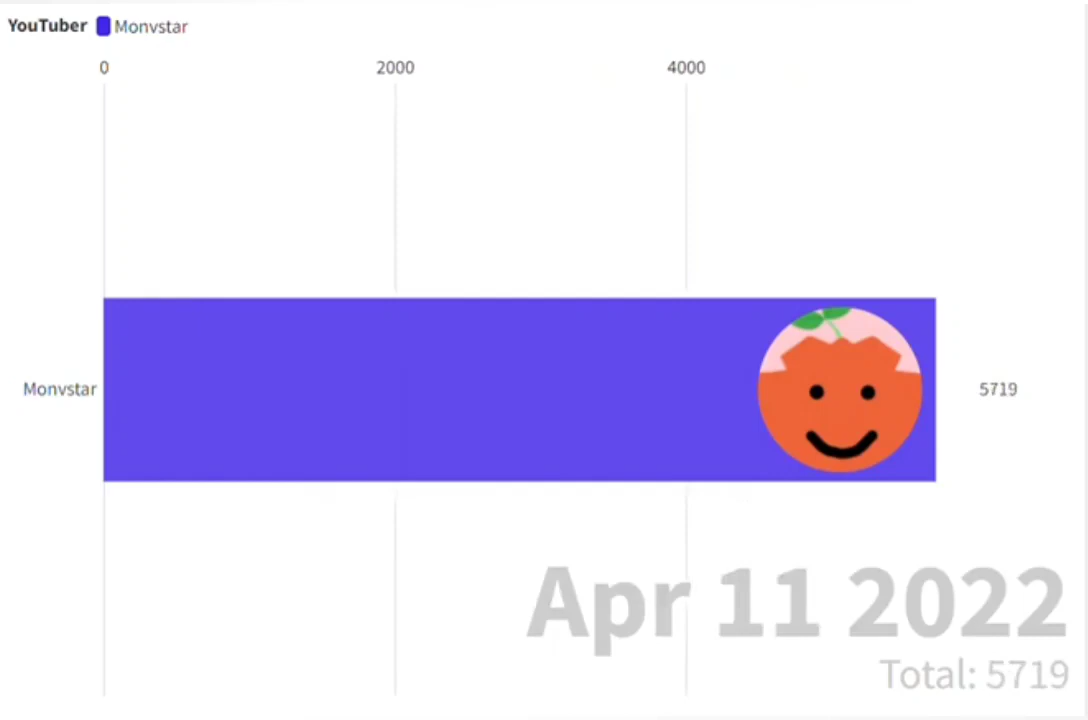 YouTuber Monvstar
0 2000 4000
Monvstar 5719
Apr 11 2022
Total: 5719